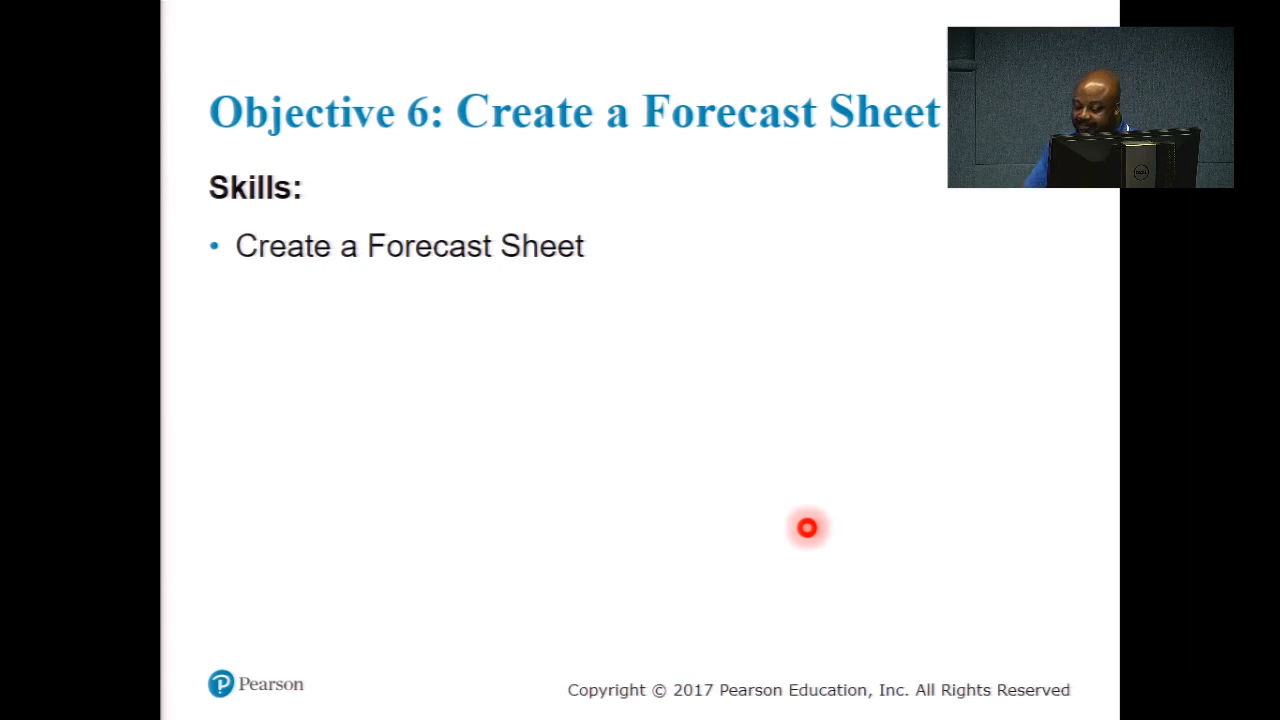 Objective 6: Create a Forecast Sheet
Skills:
• Create a Forecast Sheet
Pearson
Copyright © 2017 Pearson Education, Inc. All Rights Reserved